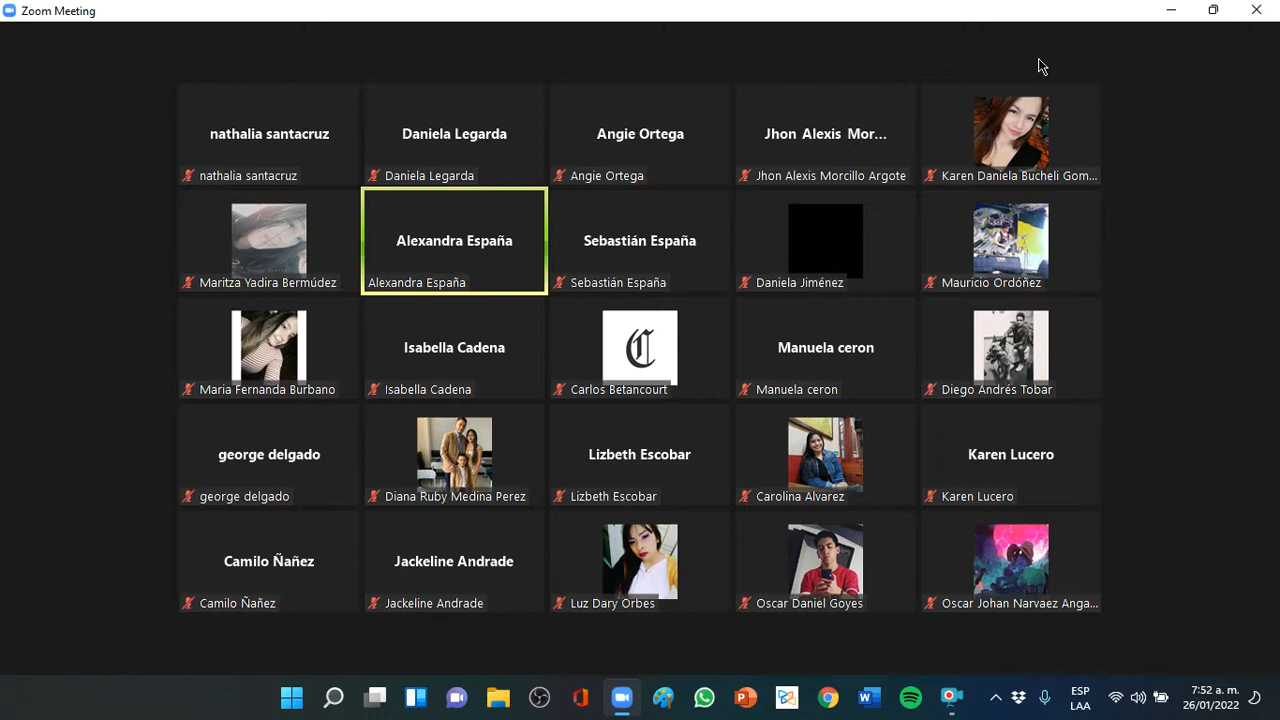 Zoom Meeting
nathalia santacruz
nathalia santacruz
Daniela Legarda
Daniela Legarda
Angie Ortega
Angie Ortega
Jhon Alexis Mor...
Jhon Alexis Morcillo Argote
Karen Daniela Bucheli Gom...
Maritza Yadira Bermúdez
Alexandra España
Alexandra España
Sebastián España
Sebastián España
Daniela Jiménez
Mauricio Ordóñez
Maria Fernanda Burbano
Isabella Cadena
Isabella Cadena
C
Carlos Betancourt
Manuela ceron
Manuela ceron
Diego Andrés Tobar
george delgado
george delgado
Diana Ruby Medina Perez
Lizbeth Escobar
Lizbeth Escobar
Carolina Alvarez
Karen Lucero
Karen Lucero
Camilo Ñañez
Camilo Ñañez
Jackeline Andrade
Jackeline Andrade
Luz Dary Orbes
Oscar Daniel Goyes
Oscar Johan Narvaez Anga...
ESP
LAA
7:52 a. m.
26/01/2022